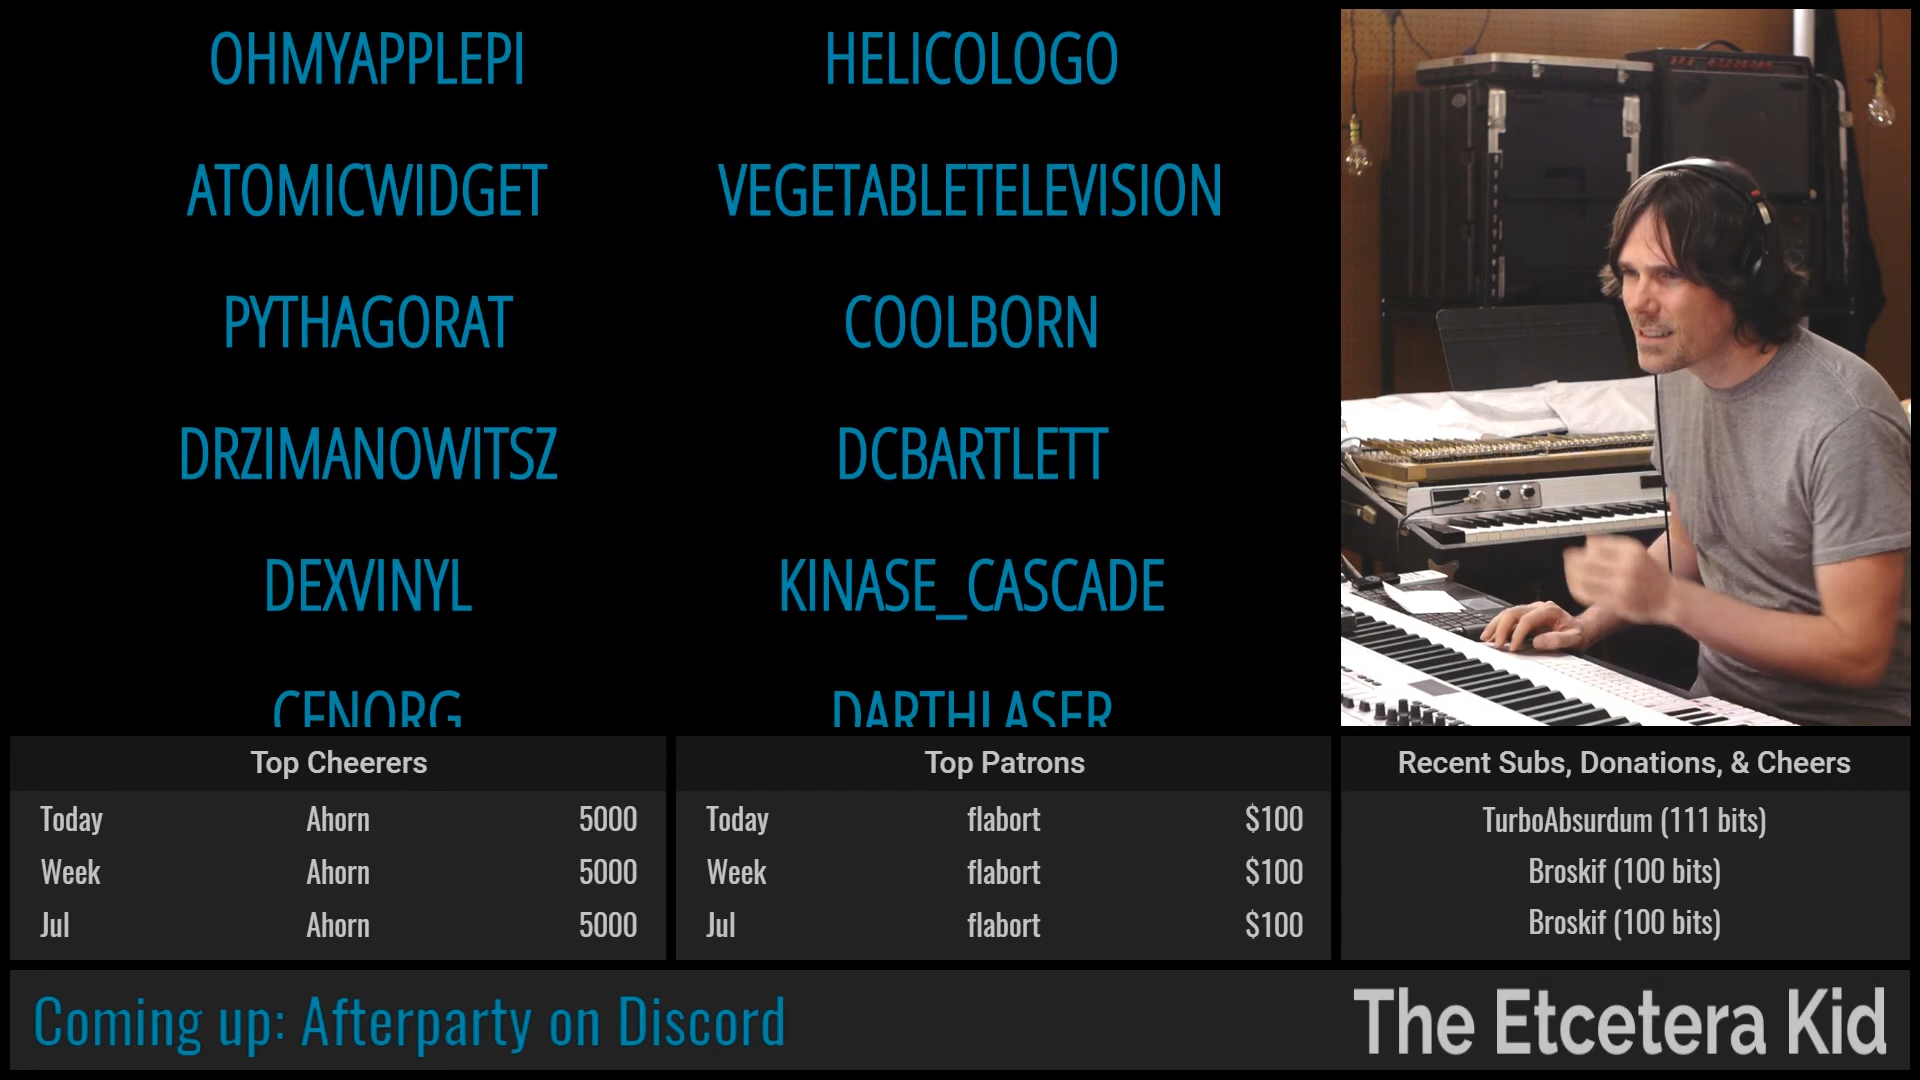 OHMYAPPLEPI HELICOLOGO
ATOMICWIDGET VEGETABLETELEVISION
PYTHAGORAT COOLBORN
DRZIMANOWITSZ DCBARTLETT
DEXVINYL KINASE_CASCADE
CENORG DARTHLASER
Top Cheerers
Today Ahorn 5000
Week Ahorn 5000
Jul Ahorn 5000
Top Patrons
Today flabort $100
Week flabort $100
Jul flabort $100
Recent Subs, Donations, & Cheers
TurboAbsurdum (111 bits)
Broskif (100 bits)
Broskif (100 bits)
Coming up: Afterparty on Discord
The Etcetera Kid